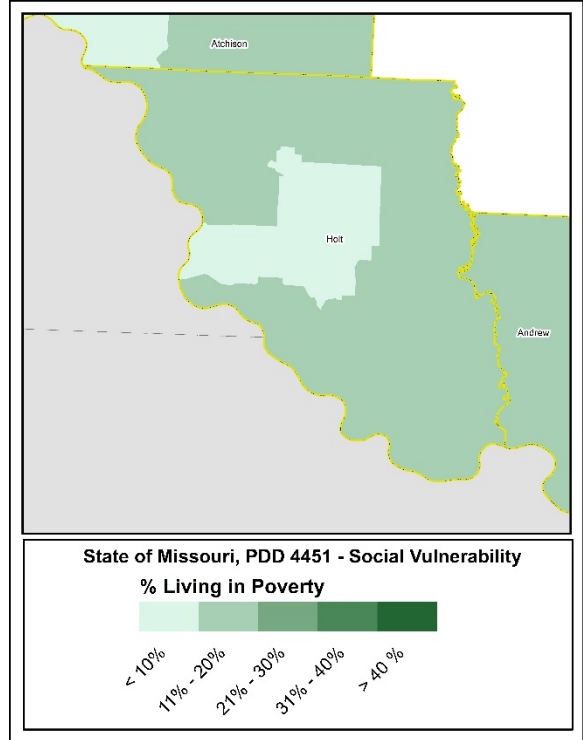 Atchison
Holt
Andrew
State of Missouri, PDD 4451 - Social Vulnerability
% Living in Poverty
< 10%
11% - 20%
21% - 30%
31% - 40%
> 40 %